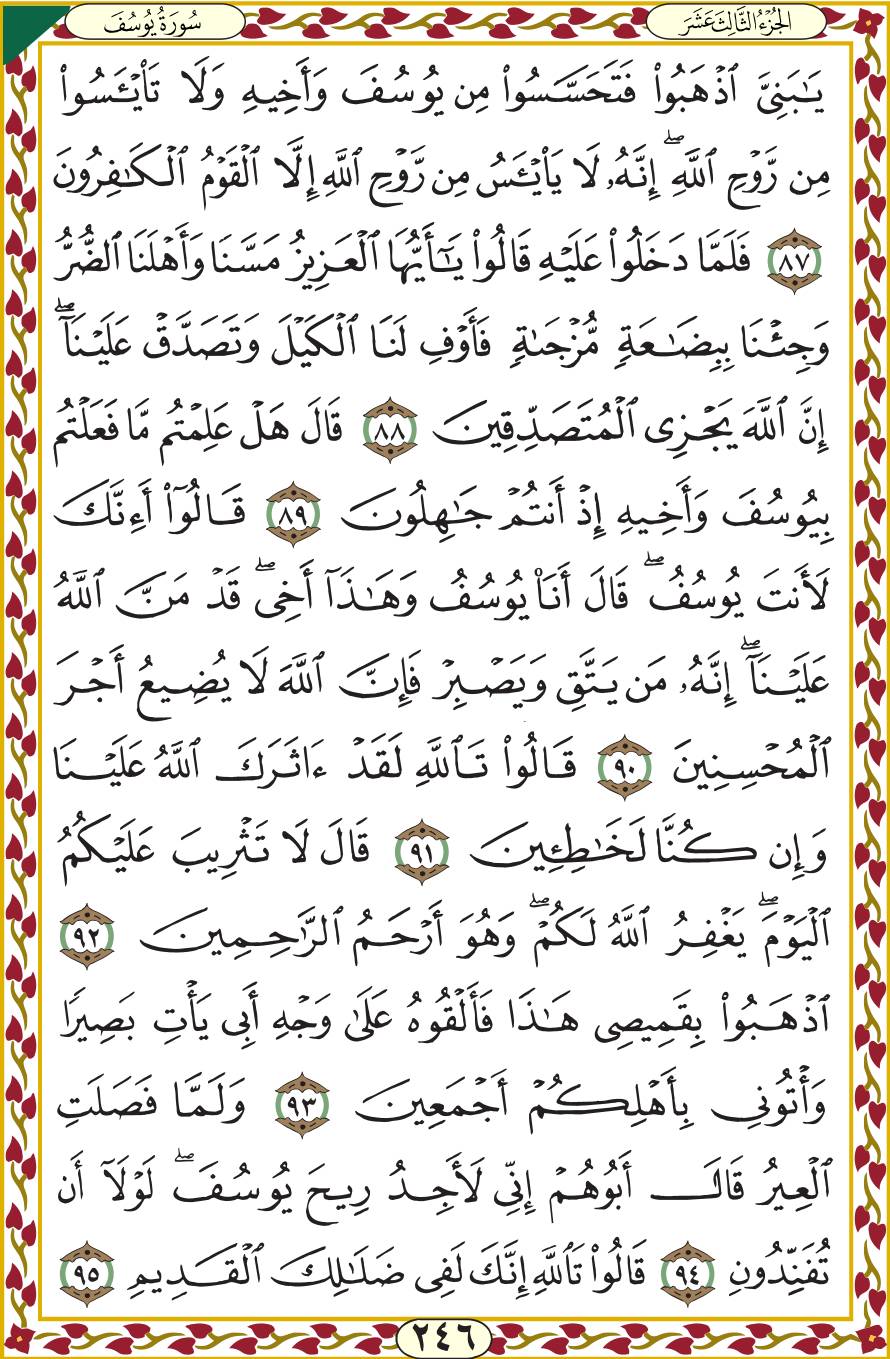 الجُزْءُ الثَّالِثَ عَشَرَ
سُورَةُ يُوسُفَ
يَٰبَنِىَّ ٱذْهَبُوا۟ فَتَحَسَّسُوا۟ مِن يُوسُفَ وَأَخِيهِ وَلَا تَا۟يْـَٔسُوا۟
مِن رَّوْحِ ٱللَّهِۖ إِنَّهُۥ لَا يَا۟يْـَٔسُ مِن رَّوْحِ ٱللَّهِ إِلَّا ٱلْقَوْمُ ٱلْكَٰفِرُونَ
٨٧ فَلَمَّا دَخَلُوا۟ عَلَيْهِ قَالُوا۟ يَٰٓأَيُّهَا ٱلْعَزِيزُ مَسَّنَا وَأَهْلَنَا ٱلضُّرُّ
وَجِئْنَا بِبِضَٰعَةٍ مُّزْجَىٰةٍ فَأَوْفِ لَنَا ٱلْكَيْلَ وَتَصَدَّقْ عَلَيْنَآۖ
إِنَّ ٱللَّهَ يَجْزِى ٱلْمُتَصَدِّقِينَ ٨٨ قَالَ هَلْ عَلِمْتُم مَّا فَعَلْتُم
بِيُوسُفَ وَأَخِيهِ إِذْ أَنتُمْ جَٰهِلُونَ ٨٩ قَالُوٓا۟ أَءِنَّكَ
لَأَنتَ يُوسُفُۖ قَالَ أَنَا۠ يُوسُفُ وَهَٰذَآ أَخِىۖ قَدْ مَنَّ ٱللَّهُ
عَلَيْنَآۖ إِنَّهُۥ مَن يَتَّقِ وَيَصْبِرْ فَإِنَّ ٱللَّهَ لَا يُضِيعُ أَجْرَ
ٱلْمُحْسِنِينَ ٩٠ قَالُوا۟ تَٱللَّهِ لَقَدْ ءَاثَرَكَ ٱللَّهُ عَلَيْنَا
وَإِن كُنَّا لَخَٰطِـِٔينَ ٩١ قَالَ لَا تَثْرِيبَ عَلَيْكُمُ
ٱلْيَوْمَۖ يَغْفِرُ ٱللَّهُ لَكُمْۖ وَهُوَ أَرْحَمُ ٱلرَّٰحِمِينَ ٩٢
ٱذْهَبُوا۟ بِقَمِيصِى هَٰذَا فَأَلْقُوهُ عَلَىٰ وَجْهِ أَبِى يَأْتِ بَصِيرًا
وَأْتُونِى بِأَهْلِكُمْ أَجْمَعِينَ ٩٣ وَلَمَّا فَصَلَتِ
ٱلْعِيرُ قَالَ أَبُوهُمْ إِنِّى لَأَجِدُ رِيحَ يُوسُفَۖ لَوْلَآ أَن
تُفَنِّدُونِ ٩٤ قَالُوا۟ تَٱللَّهِ إِنَّكَ لَفِى ضَلَٰلِكَ ٱلْقَدِيمِ ٩٥
٢٤٦